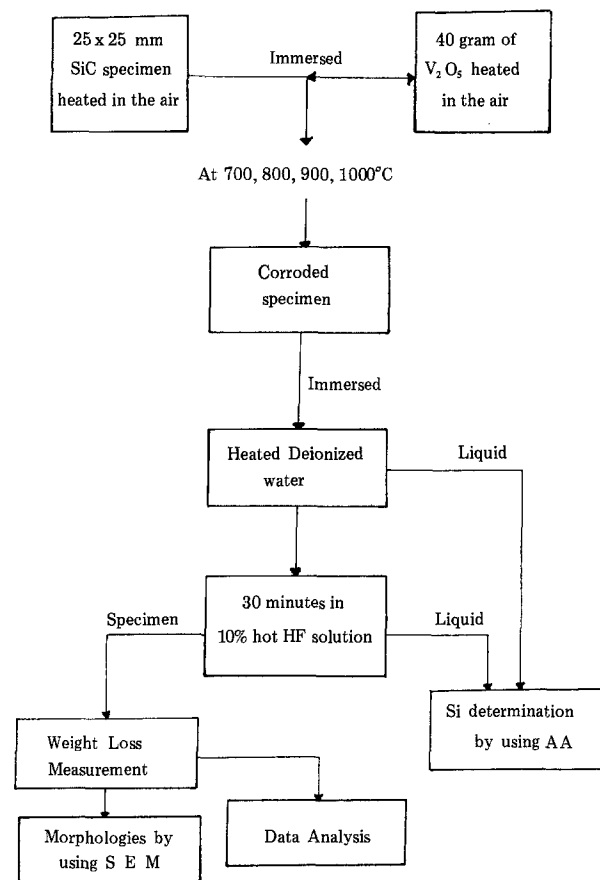 25 x 25 mm
SiC specimen
heated in the air
Immersed
40 gram of
V₂O₅ heated
in the air
At 700, 800, 900, 1000°C
Corroded
specimen
Immersed
Heated Deionized
water
Liquid
30 minutes in
10% hot HF solution
Specimen
Liquid
Si determination
by using AA
Weight Loss
Measurement
Data Analysis
Morphologies by
using S E M